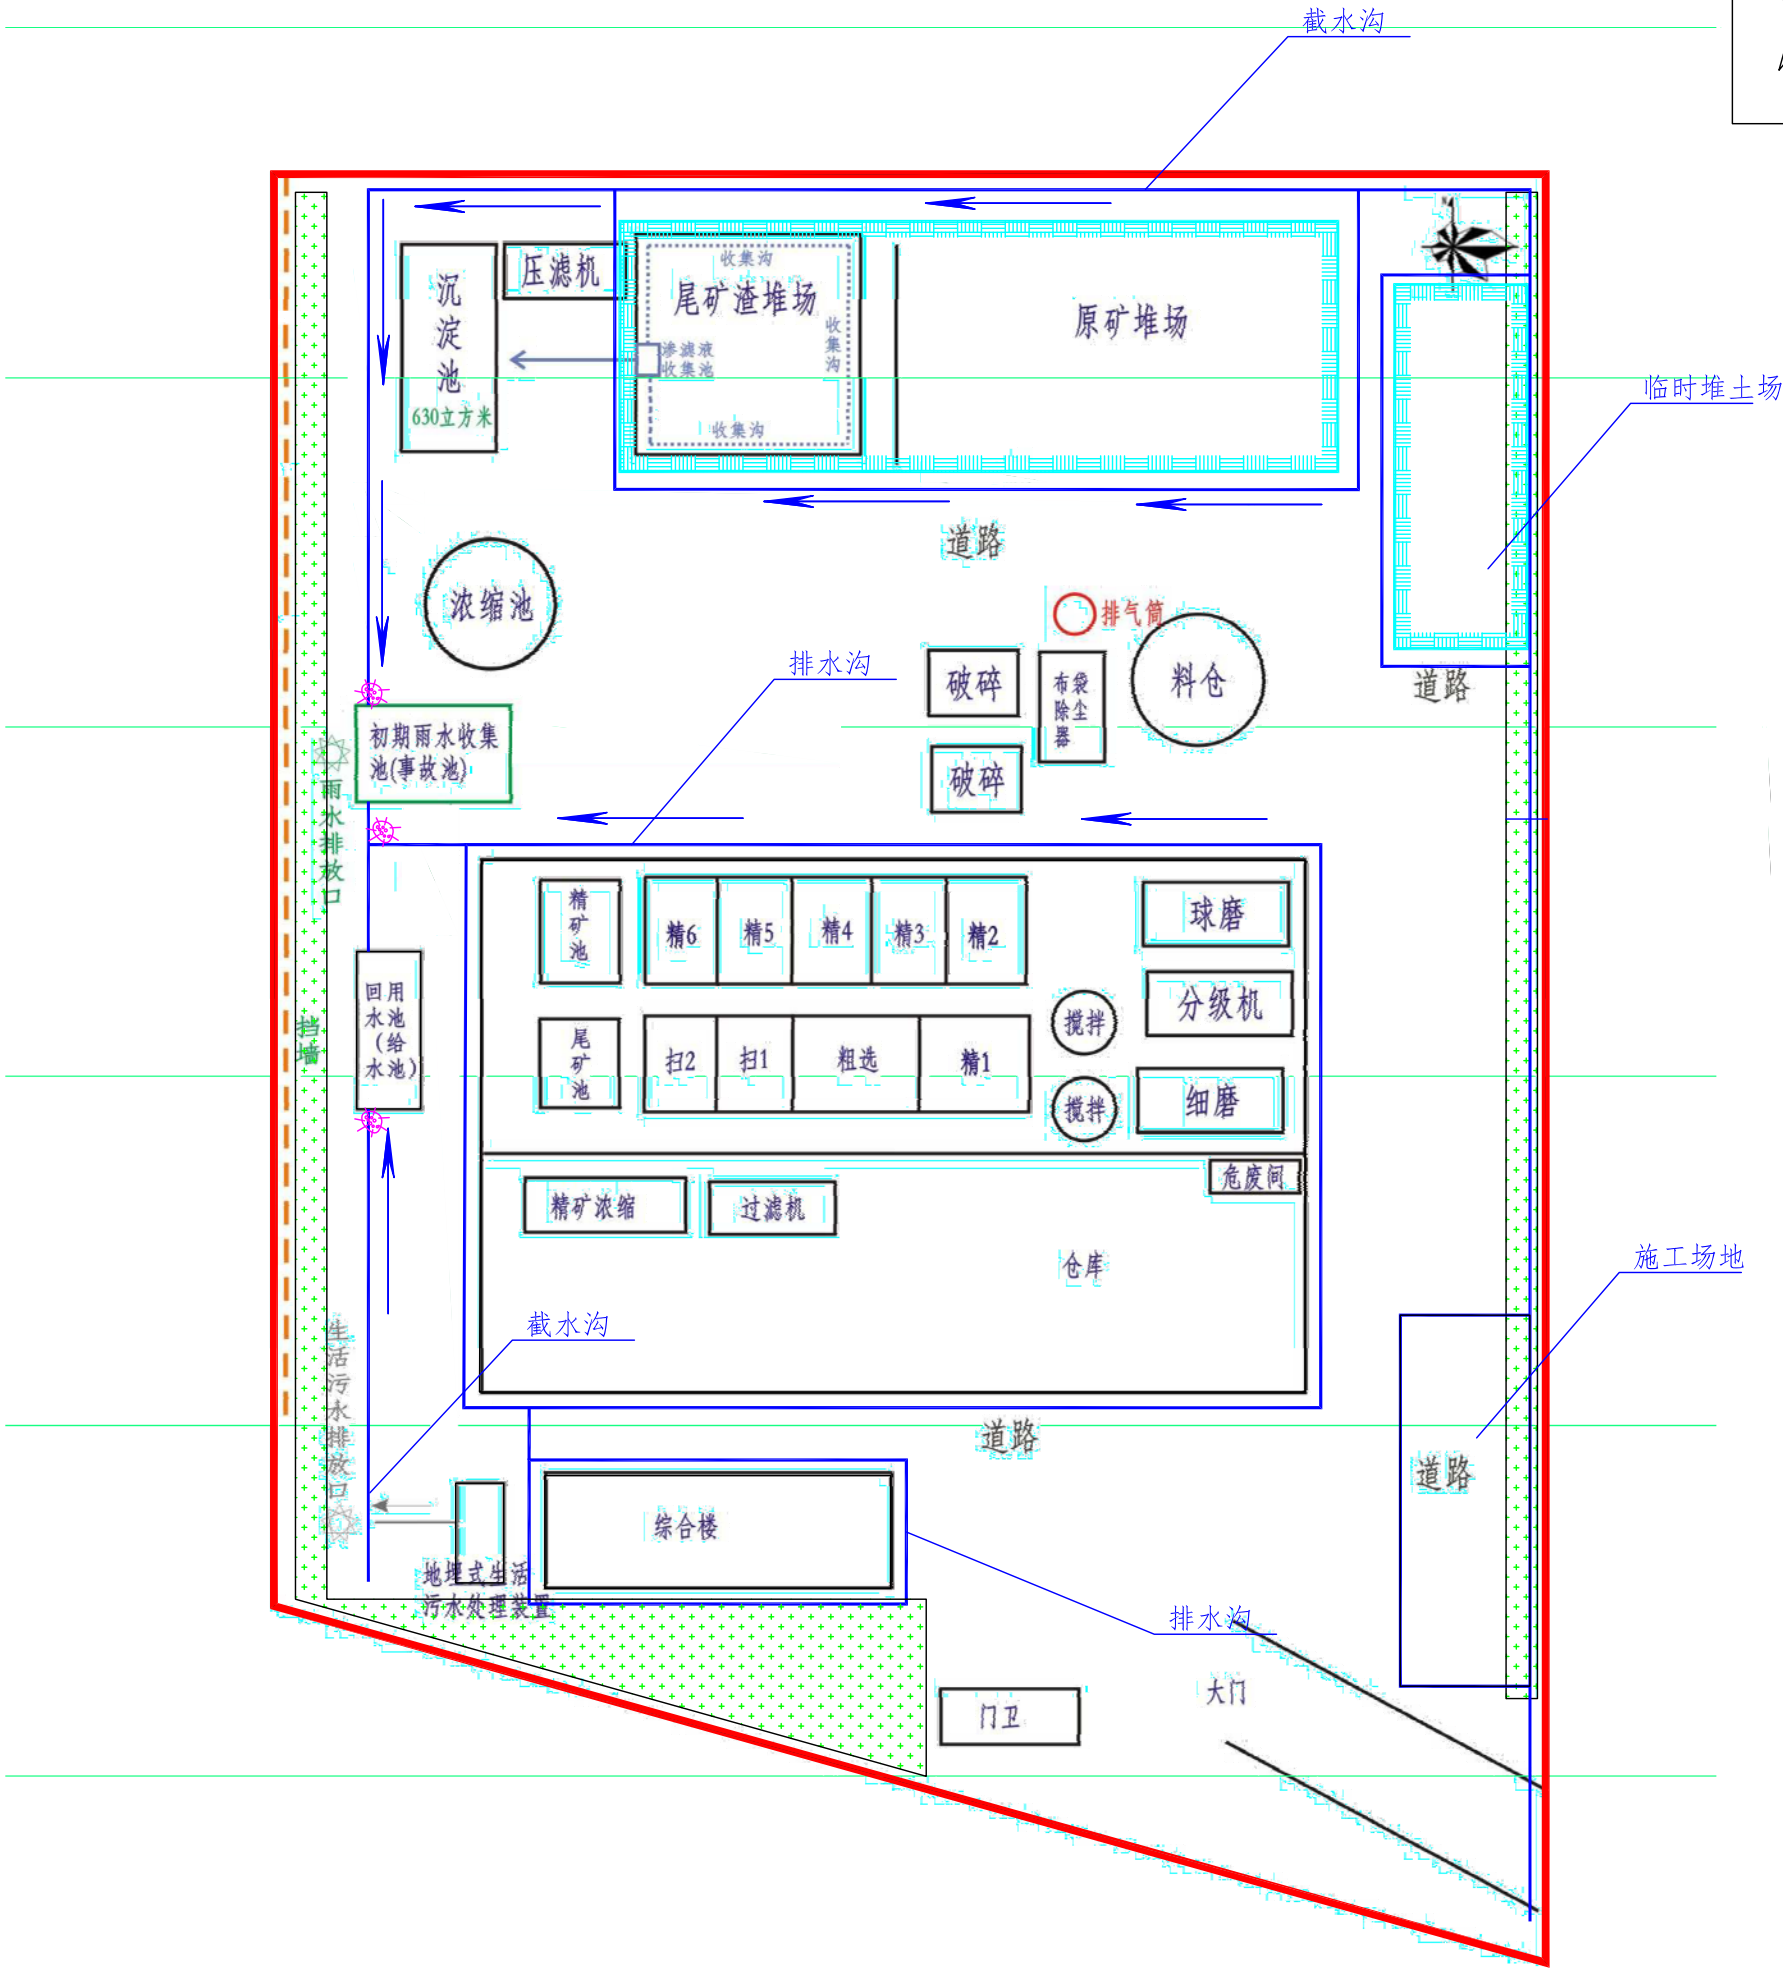 截水沟
压滤机
沉淀池
630立方米
收集沟
尾矿渣堆场
收集沟
渗滤液
收集池
收集沟
原矿堆场
临时堆土场
道路
浓缩池
排气筒
破碎
布袋
除尘
器
料仓
道路
排水沟
初期雨水收集
池(事故池)
破碎
雨水排放口
精矿池
精6
精5
精4
精3
精2
球磨
回用
水池
(给
水池)
挡墙
尾矿池
扫2
扫1
粗选
精1
搅拌
搅拌
分级机
细磨
危废间
精矿浓缩
过滤机
仓库
施工场地
生活污水排放口
截水沟
道路
道路
综合楼
地埋式生活
污水处理装置
排水沟
门卫
大门